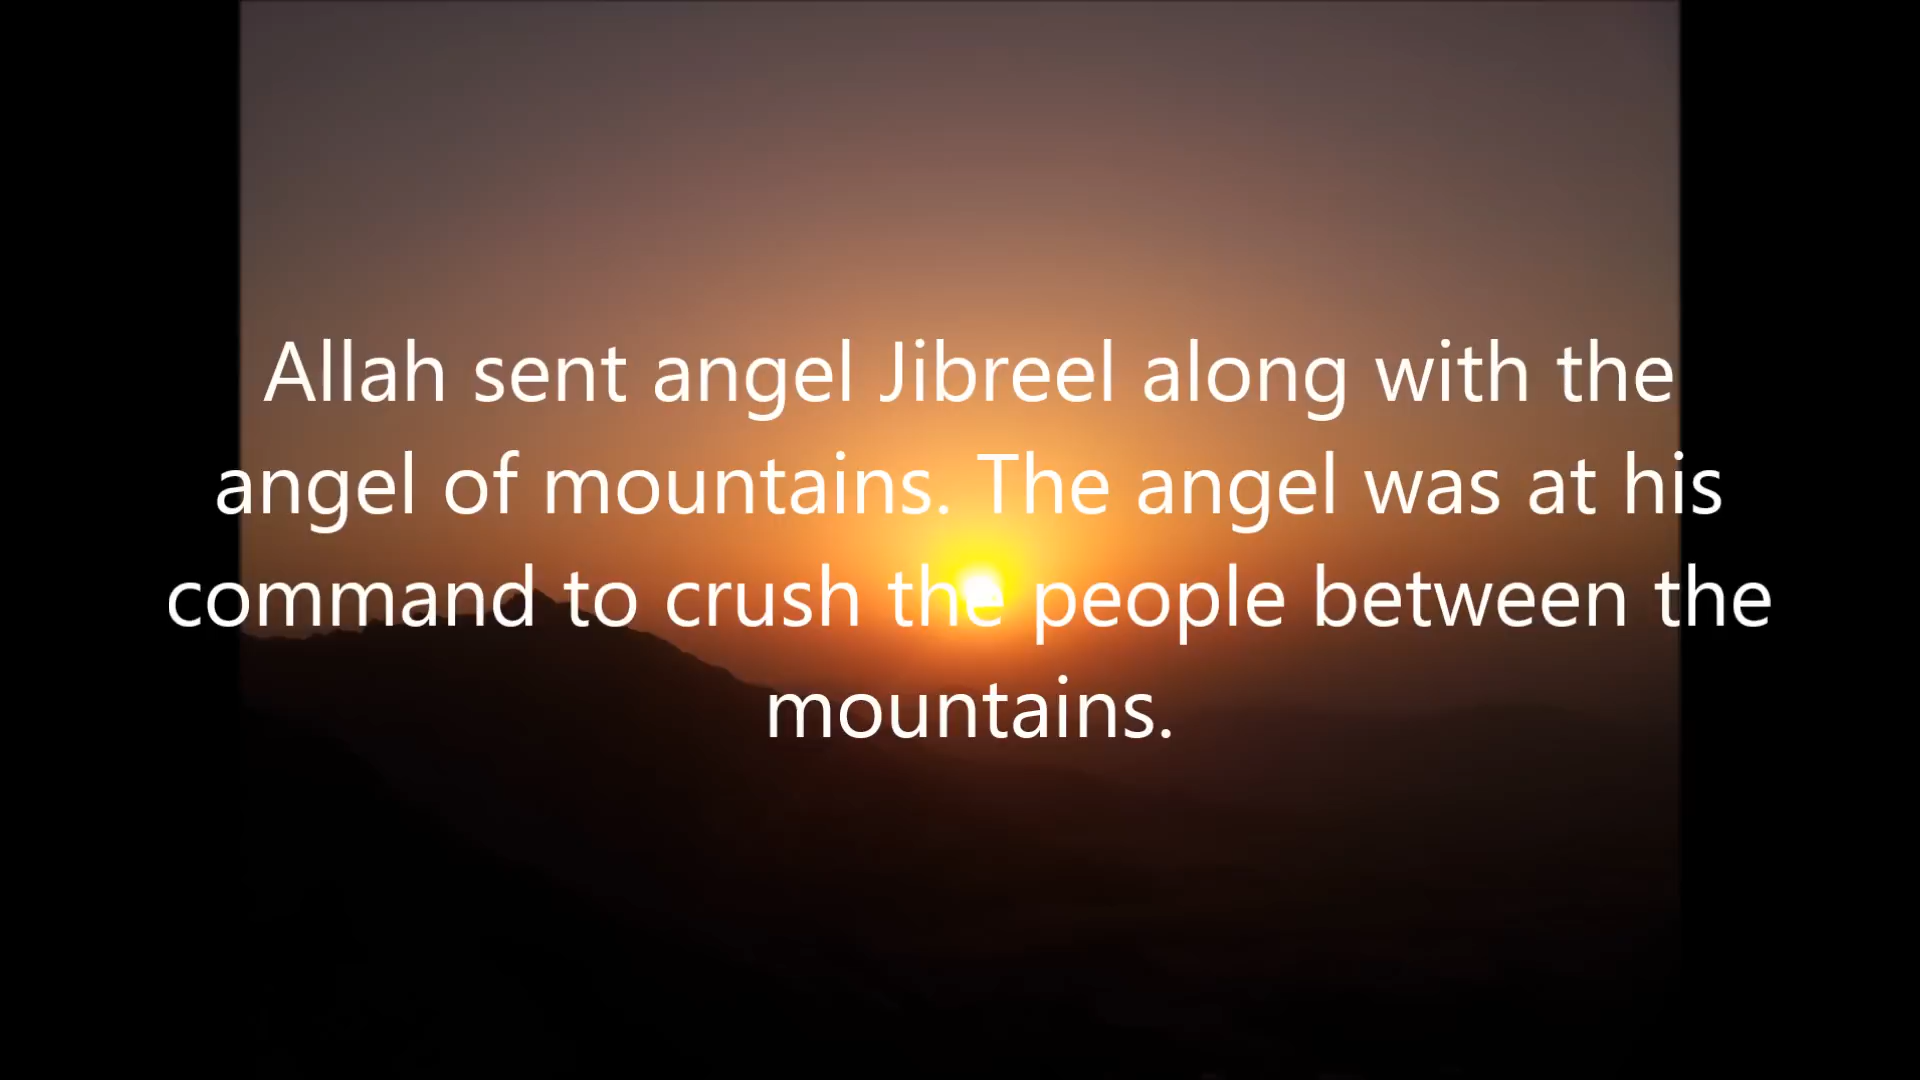 Allah sent angel Jibreel along with the
angel of mountains. The angel was at his
command to crush the people between the
mountains.